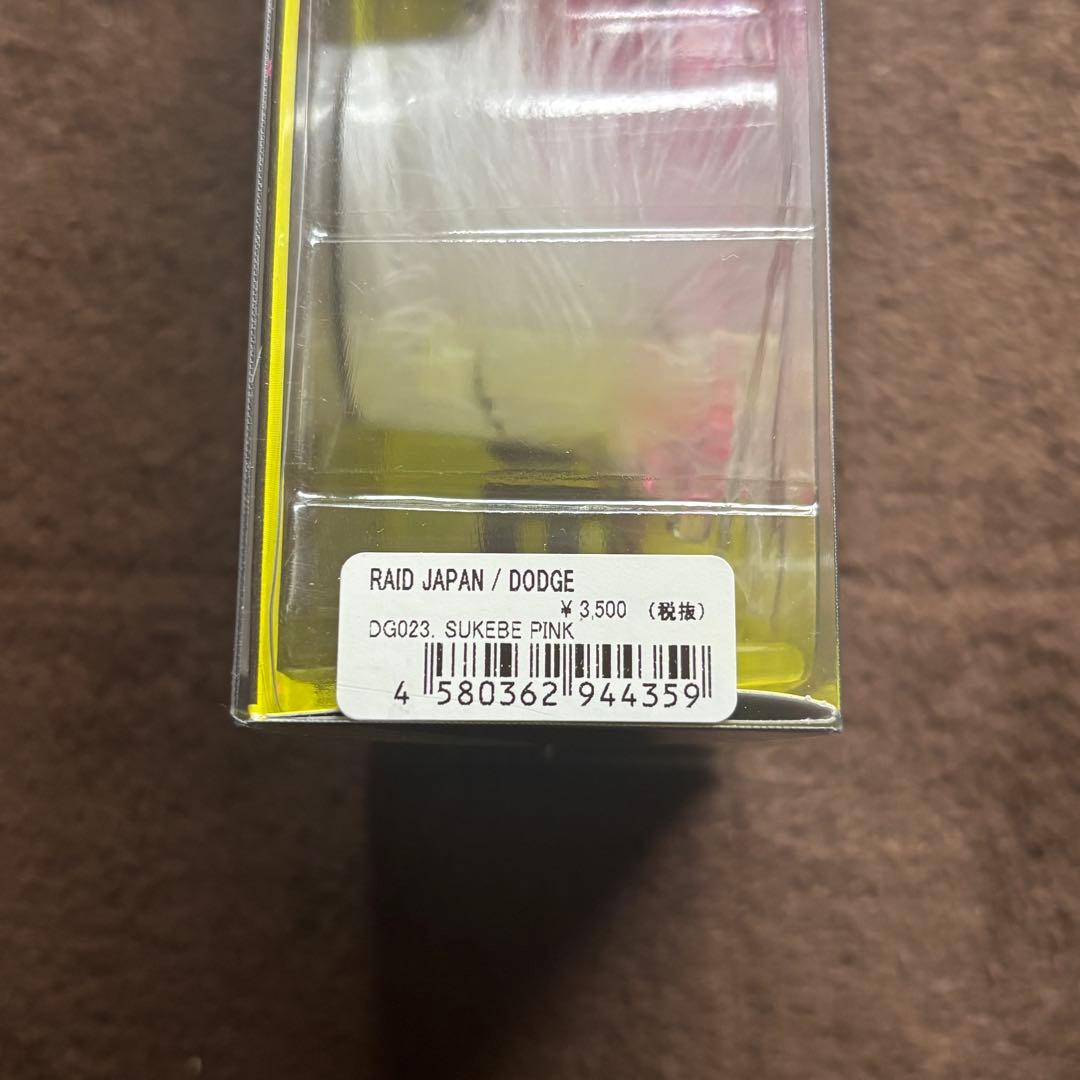 RAID JAPAN / DODGE
¥ 3,500 (税抜)
DG023. SUKEBE PINK
4 580362 944359